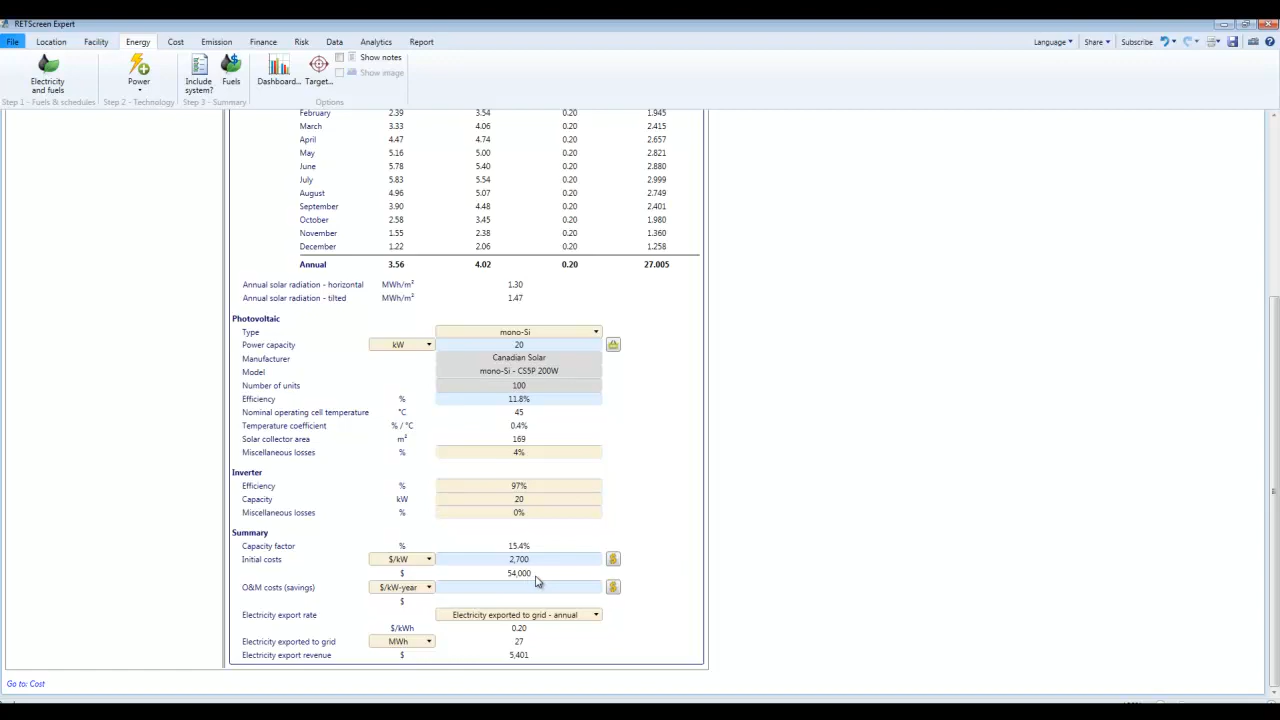 RETScreen Expert
File Location Facility Energy Cost Emission Finance Risk Data Analytics Report Language Share Subscribe
Show notes
Show image
Electricity and fuels Power Include system? Fuels Dashboard... Target...
Step 1 - Fuels & schedules Step 2 - Technology Step 3 - Summary Options
February 2.39 3.54 0.20 1.945
March 3.33 4.06 0.20 2.415
April 4.47 4.74 0.20 2.657
May 5.16 5.00 0.20 2.821
June 5.78 5.40 0.20 2.880
July 5.83 5.54 0.20 2.999
August 4.96 5.07 0.20 2.749
September 3.90 4.48 0.20 2.401
October 2.58 3.45 0.20 1.980
November 1.55 2.38 0.20 1.360
December 1.22 2.06 0.20 1.258
Annual 3.56 4.02 0.20 27.005
Annual solar radiation - horizontal MWh/m² 1.30
Annual solar radiation - tilted MWh/m² 1.47
Photovoltaic
Type mono-Si
Power capacity kW 20
Manufacturer Canadian Solar
Model mono-Si - CS5P 200W
Number of units 100
Efficiency % 11.8%
Nominal operating cell temperature °C 45
Temperature coefficient % / °C 0.4%
Solar collector area m² 169
Miscellaneous losses % 4%
Inverter
Efficiency % 97%
Capacity kW 20
Miscellaneous losses % 0%
Summary
Capacity factor % 15.4%
Initial costs $/kW 2,700
$ 54,000
O&M costs (savings) $/kW-year
$
Electricity export rate Electricity exported to grid - annual
$/kWh 0.20
Electricity exported to grid MWh 27
Electricity export revenue $ 5,401
Go to: Cost